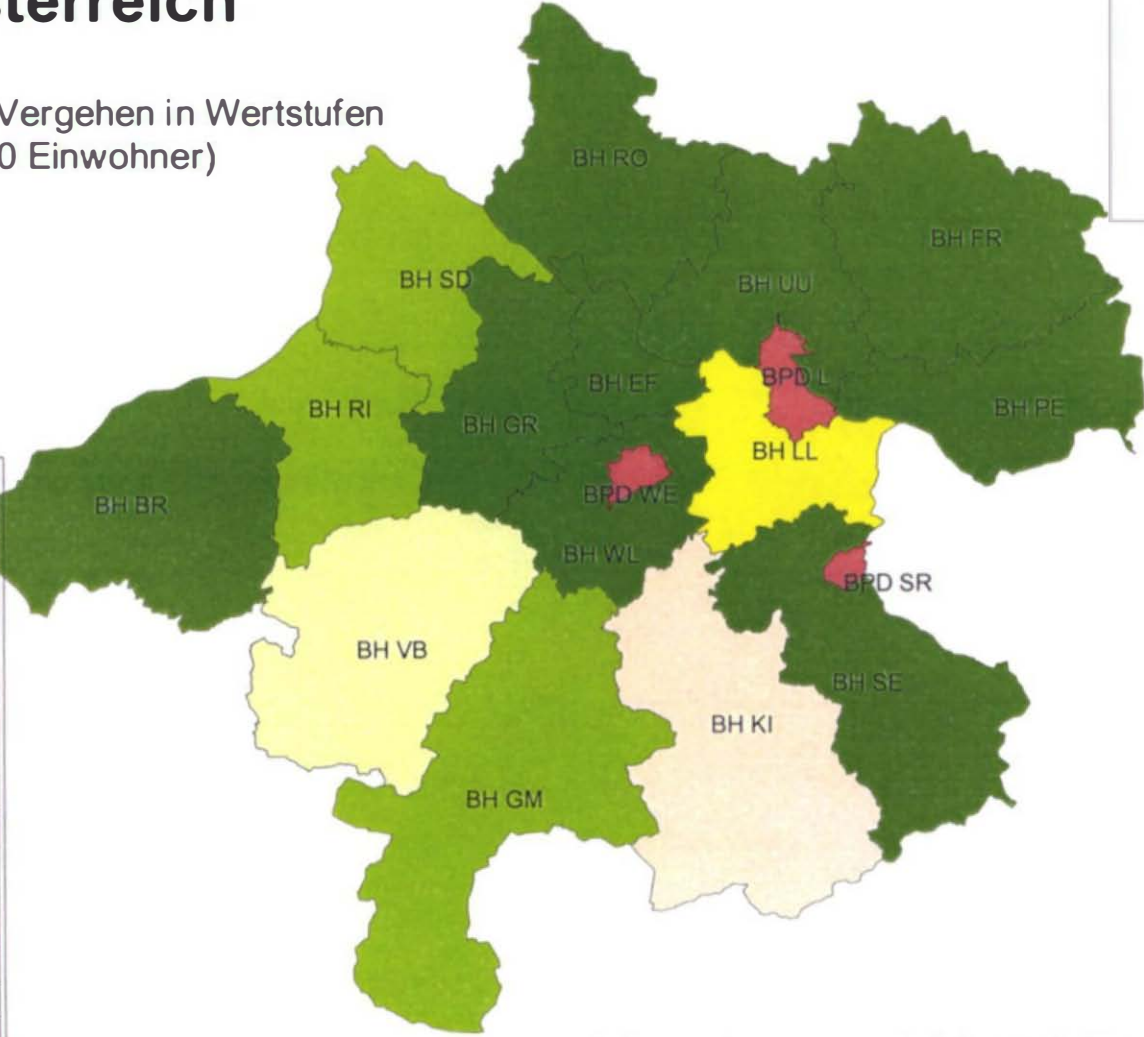 sterreich
Vergehen in Wertstufen
0 Einwohner)
BH RO
BH FR
BH SD
BH UU
BPD L
BH EF
BH RI
BH PE
BH GR
BH LL
BPD WE
BH BR
BH WL
BPD SR
BH VB
BH SE
BH KI
BH GM